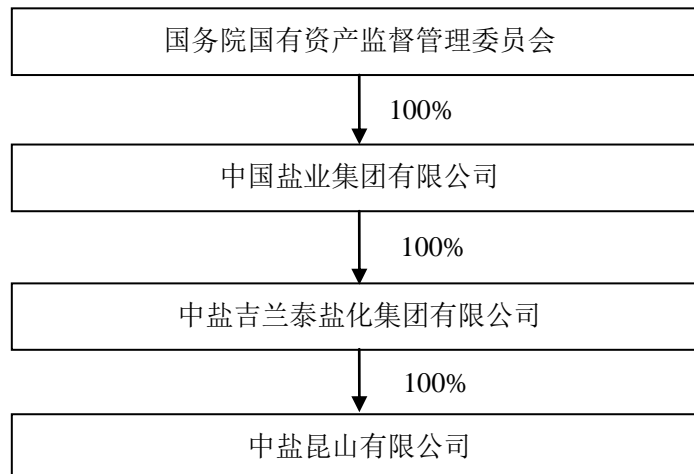 国务院国有资产监督管理委员会
100%
中国盐业集团有限公司
100%
中盐吉兰泰盐化集团有限公司
100%
中盐昆山有限公司